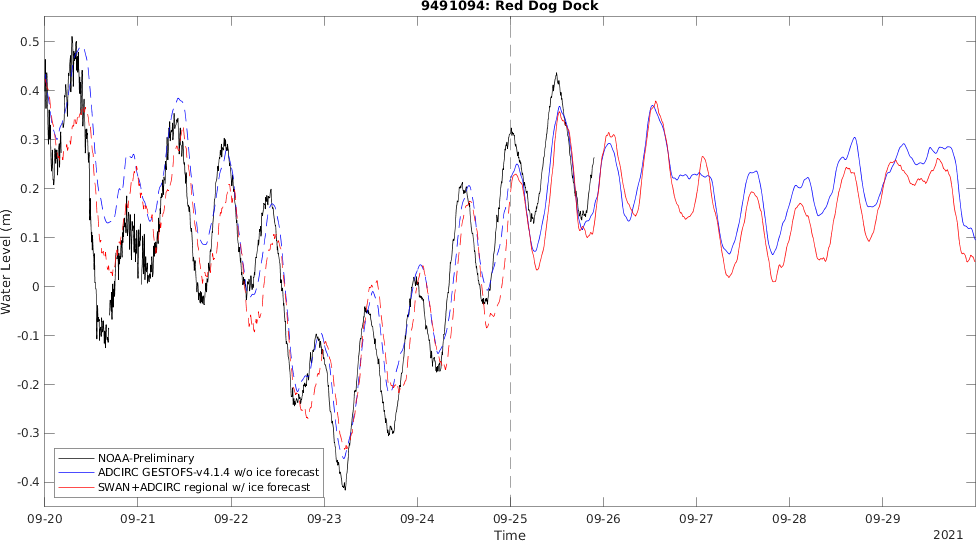 9491094: Red Dog Dock
Water Level (m)
0.5
0.4
0.3
0.2
0.1
0
-0.1
-0.2
-0.3
-0.4
NOAA-Preliminary
ADCIRC GESTOFS-v4.1.4 w/o ice forecast
SWAN+ADCIRC regional w/ ice forecast
09-20 09-21 09-22 09-23 09-24 09-25 09-26 09-27 09-28 09-29
Time
2021